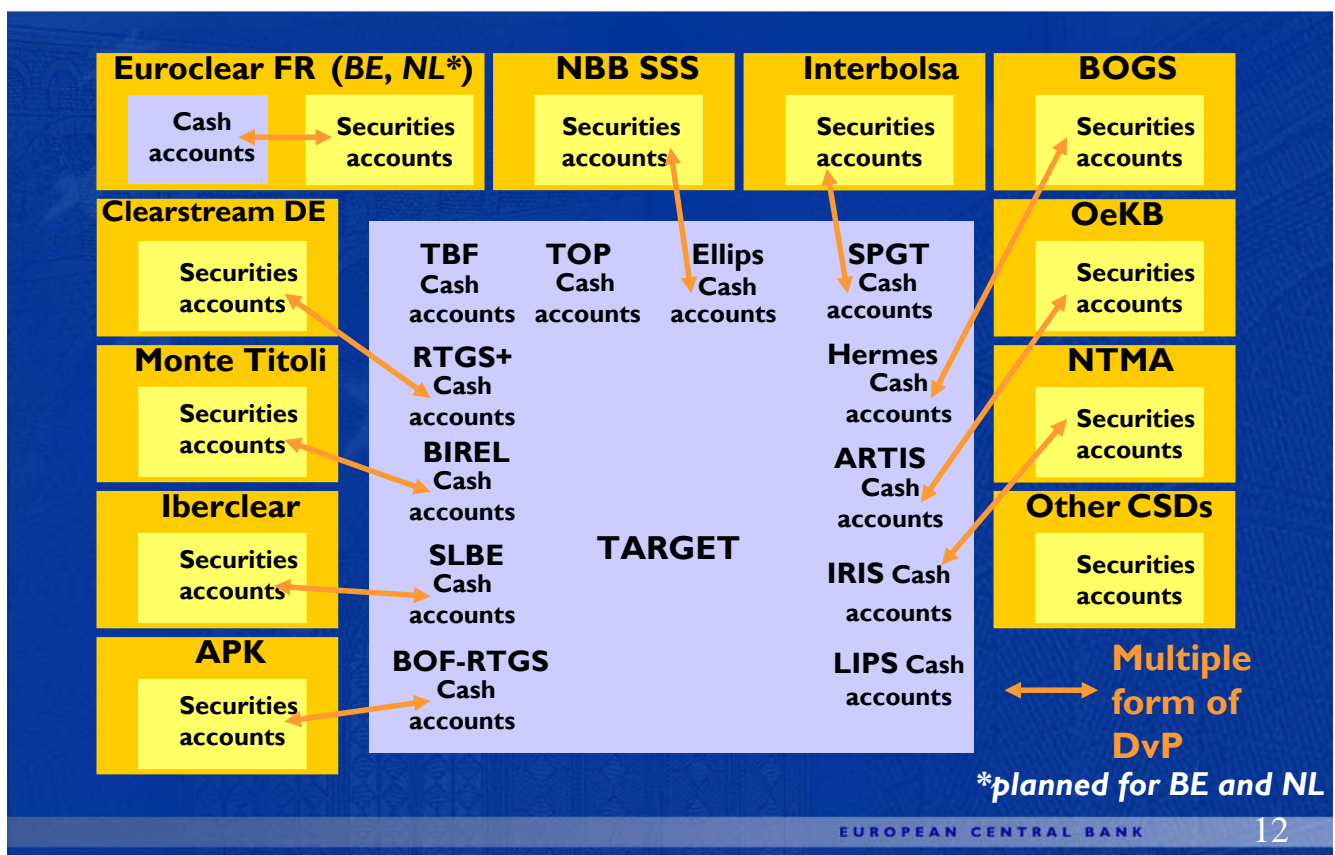 Euroclear FR (BE, NL*)
Cash
accounts
Securities
accounts
NBB SSS
Securities
accounts
Interbolsa
Securities
accounts
BOGS
Securities
accounts
Clearstream DE
Securities
accounts
Monte Titoli
Securities
accounts
Iberclear
Securities
accounts
APK
Securities
accounts
TBF
Cash
accounts
TOP
Cash
accounts
Ellips
Cash
accounts
SPGT
Cash
accounts
RTGS+
Cash
accounts
BIREL
Cash
accounts
SLBE
Cash
accounts
BOF-RTGS
Cash
accounts
TARGET
Hermes
Cash
accounts
ARTIS
Cash
accounts
IRIS Cash
accounts
LIPS Cash
accounts
OeKB
Securities
accounts
NTMA
Securities
accounts
Other CSDs
Securities
accounts
Multiple
form of
DvP
*planned for BE and NL
EUROPEAN CENTRAL BANK
12